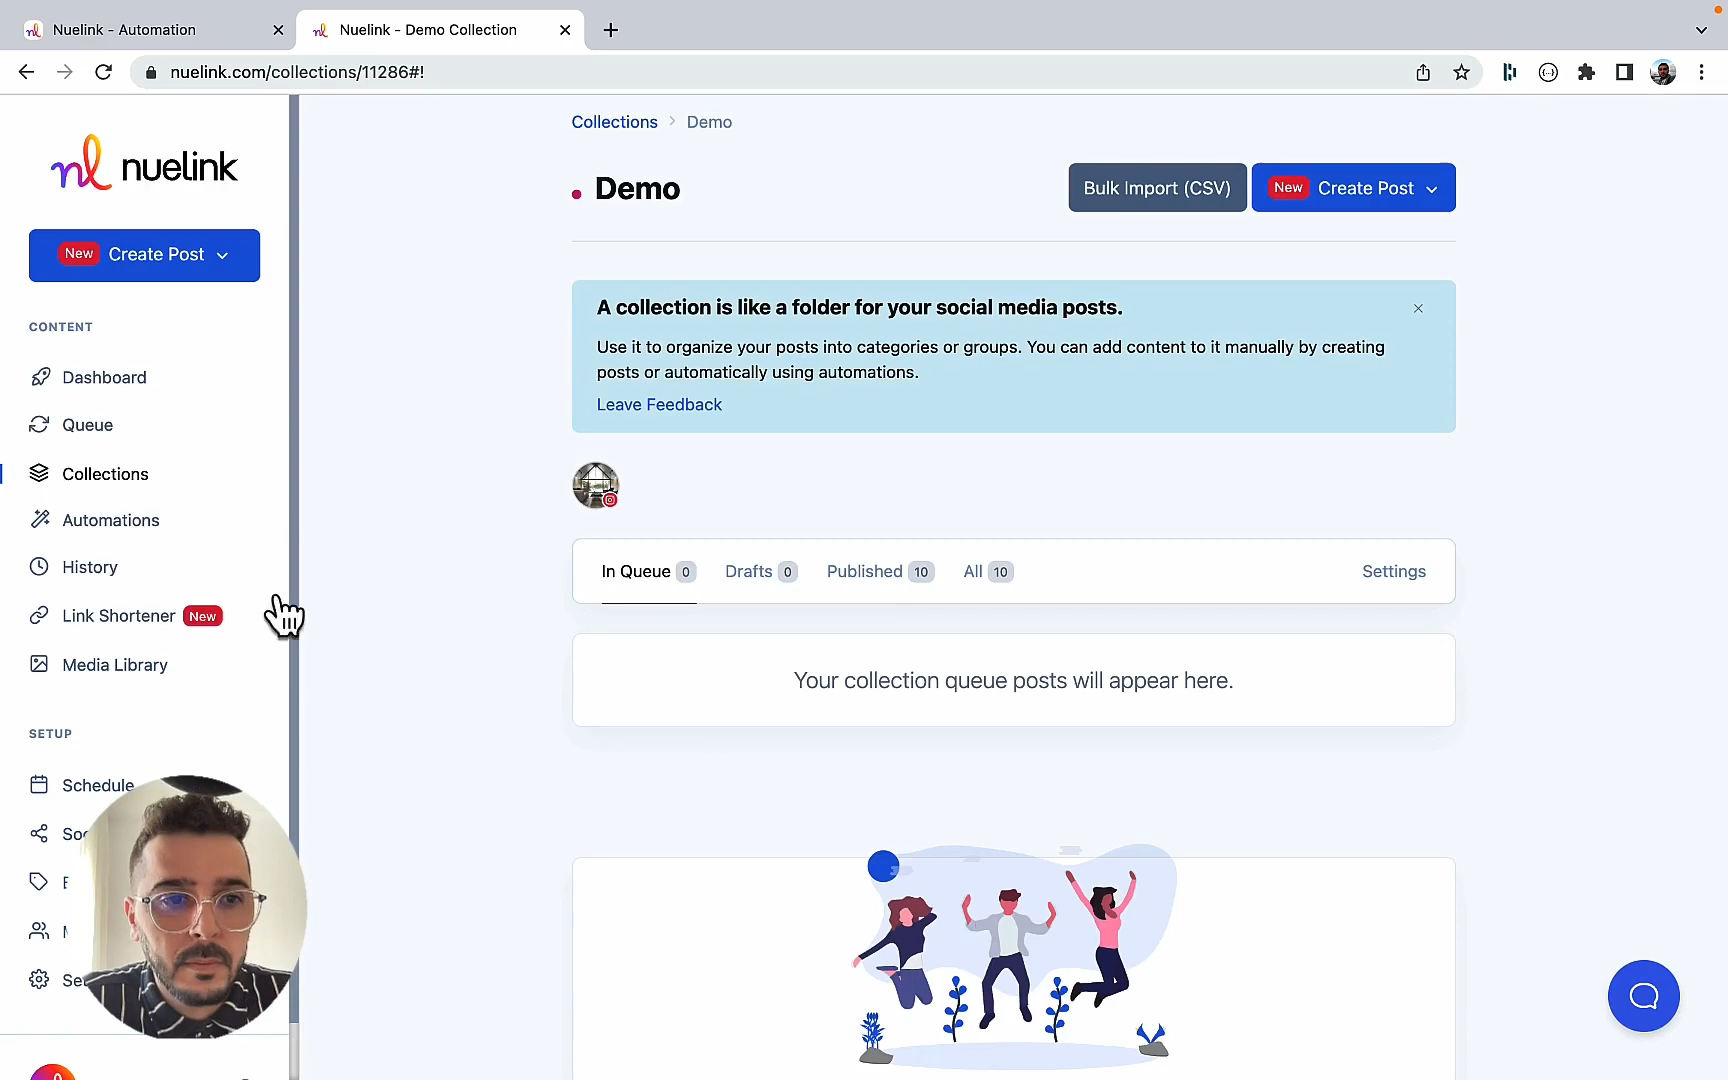 Nuelink - Automation
Nuelink - Demo Collection
nuelink.com/collections/11286#!
nl nuelink
New Create Post
CONTENT
Dashboard
Queue
Collections
Automations
History
Link Shortener New
Media Library
SETUP
Schedule
Collections > Demo
Demo
Bulk Import (CSV)
New Create Post
A collection is like a folder for your social media posts.
Use it to organize your posts into categories or groups. You can add content to it manually by creating
posts or automatically using automations.
Leave Feedback
In Queue 0 Drafts 0 Published 10 All 10 Settings
Your collection queue posts will appear here.